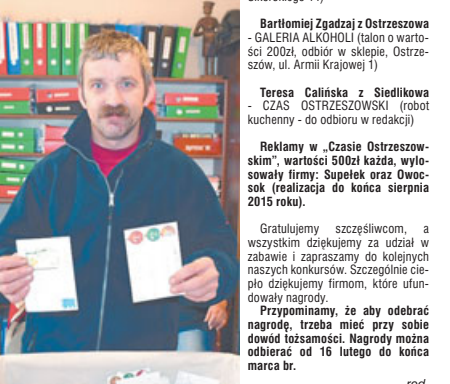 Bartłomiej Zgadzaj z Ostrzeszowa
- GALERIA ALKOHOLI (talon o warto-
ści 200zł, odbiór w sklepie, Ostrze-
szów, ul. Armii Krajowej 1)
Teresa Calińska z Siedlikowa
- CZAS OSTRZESZOWSKI (robot
kuchenny - do odbioru w redakcji)
Reklamy w „Czasie Ostrzeszow-
skim”, wartości 500zł każda, wylo-
sowały firmy: Supełek oraz Owoc-
sok (realizacja do końca sierpnia
2015 roku).
Gratulujemy szczęśliwcom, a
wszystkim dziękujemy za udział w
zabawie i zapraszamy do kolejnych
naszych konkursów. Szczególnie cie-
pło dziękujemy firmom, które ufun-
dowały nagrody.
Przypominamy, że aby odebrać
nagrodę, trzeba mieć przy sobie
dowód tożsamości. Nagrody można
odbierać od 16 lutego do końca
marca br.